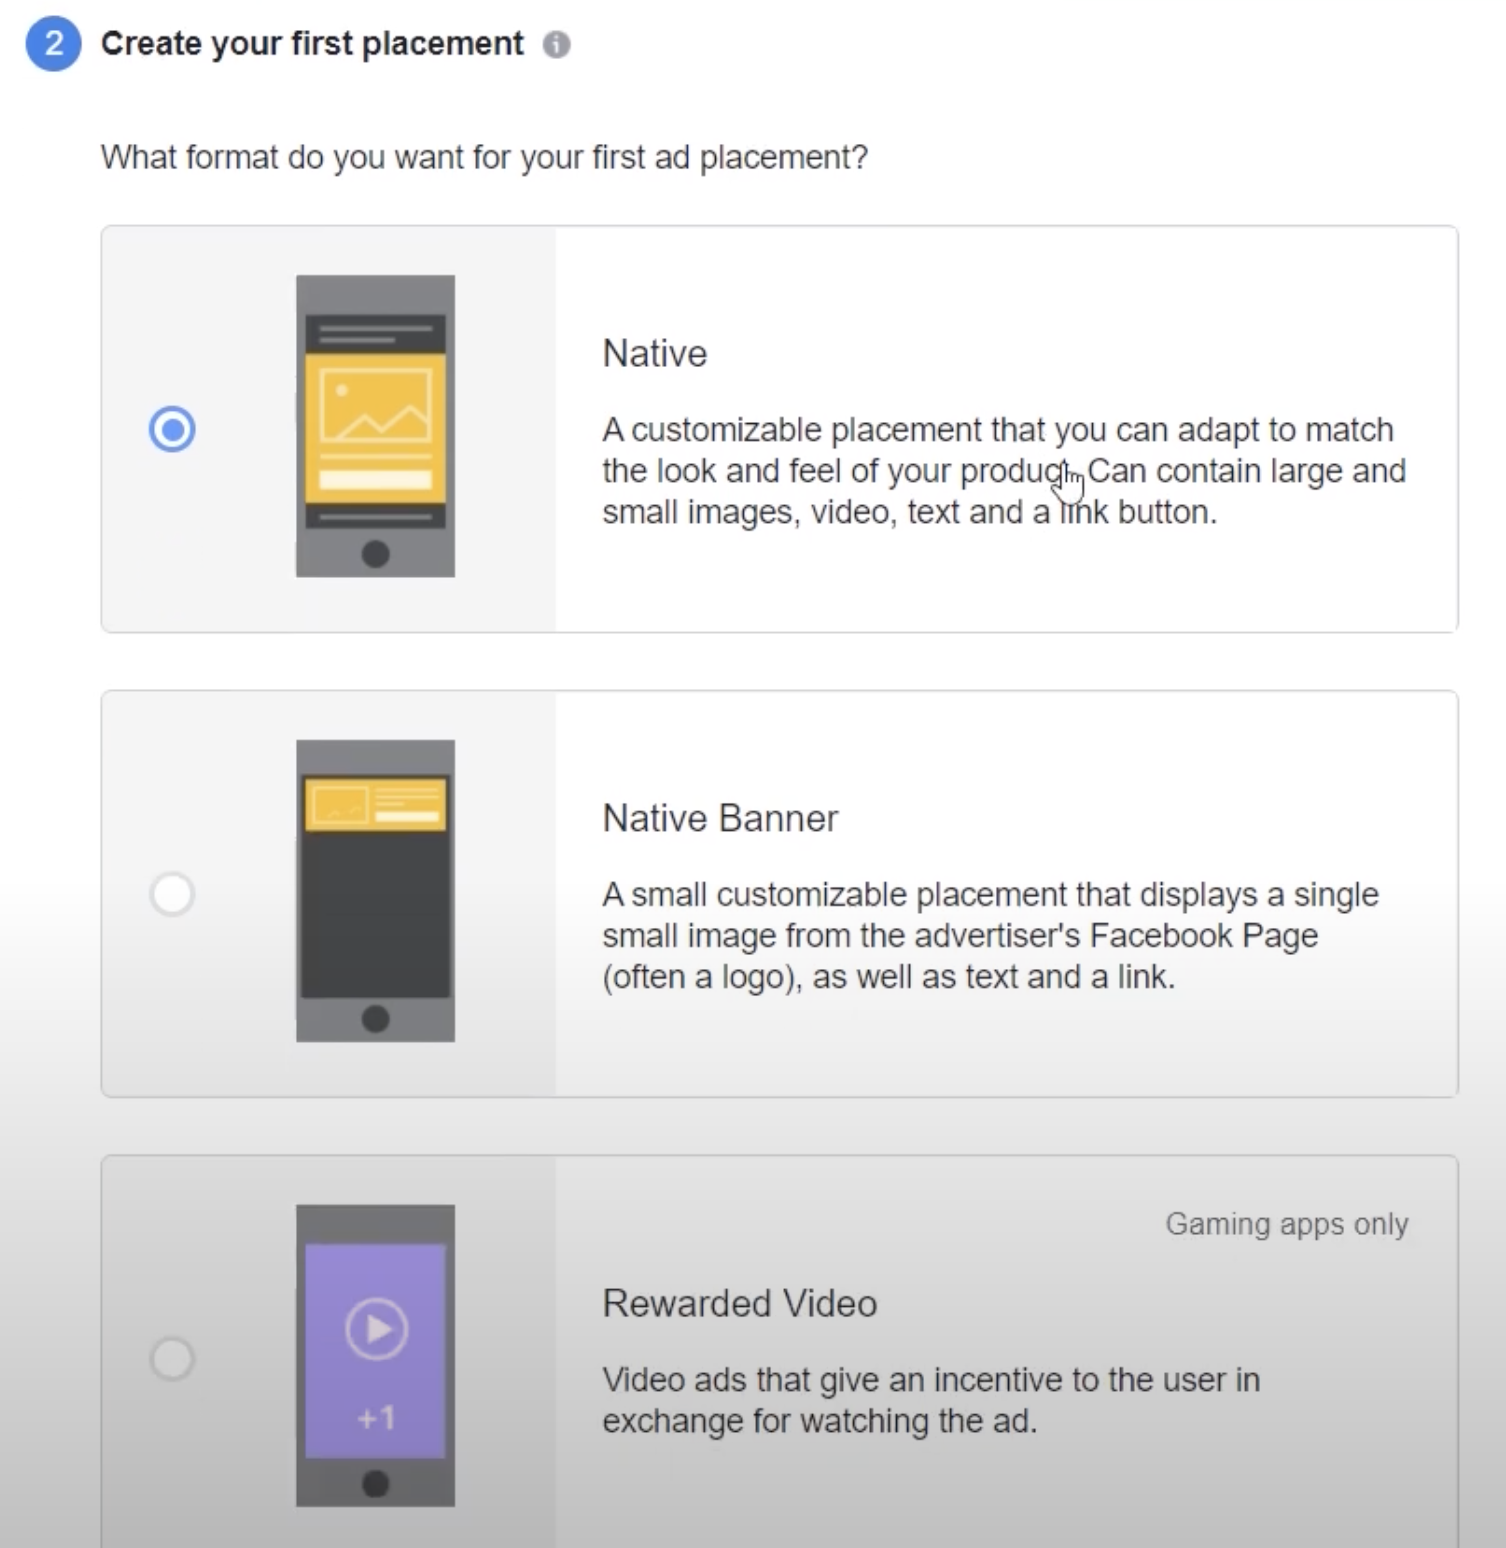 2 Create your first placement
What format do you want for your first ad placement?
Native
A customizable placement that you can adapt to match
the look and feel of your product. Can contain large and
small images, video, text and a link button.
Native Banner
A small customizable placement that displays a single
small image from the advertiser's Facebook Page
(often a logo), as well as text and a link.
Gaming apps only
Rewarded Video
Video ads that give an incentive to the user in
exchange for watching the ad.
+1